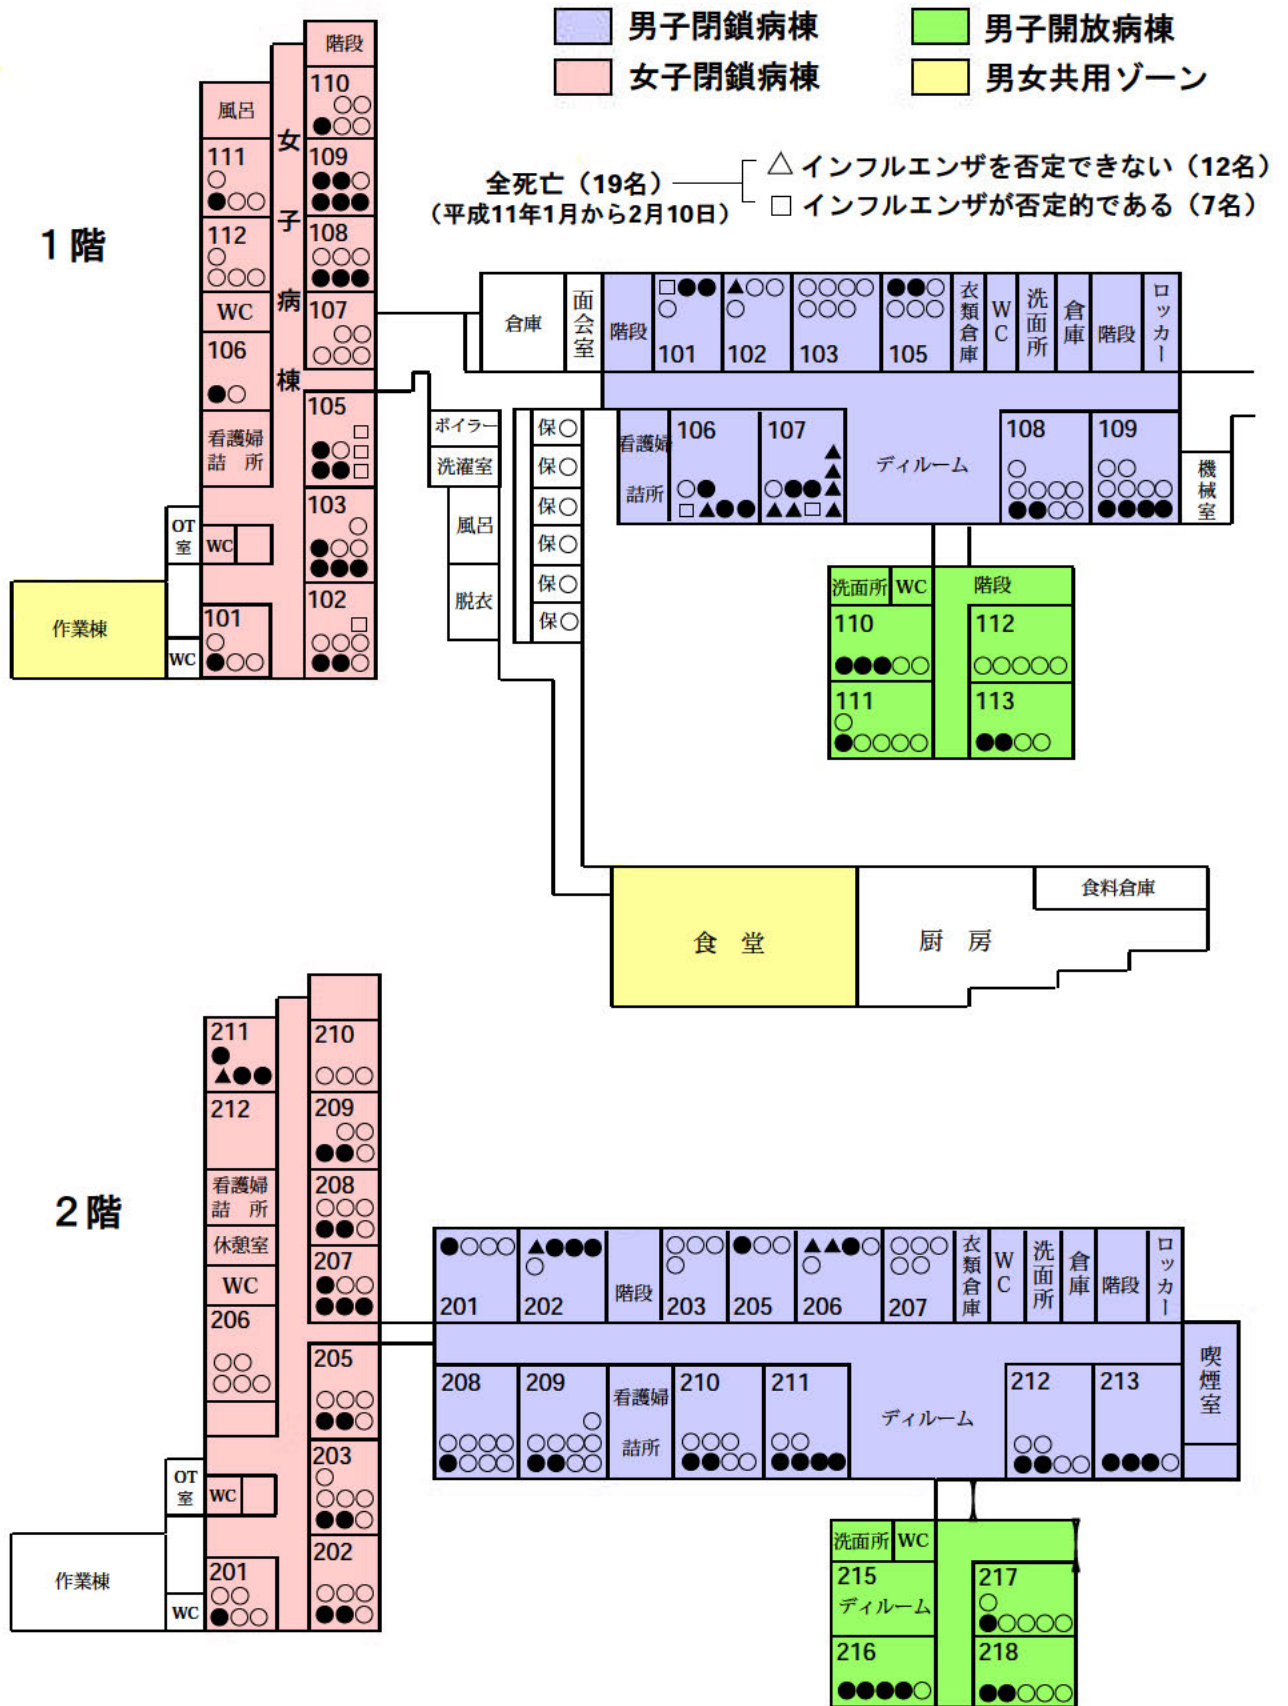 男子閉鎖病棟
男子開放病棟
女子閉鎖病棟
男女共用ゾーン
全死亡（19名）
（平成11年1月から2月10日）
△ インフルエンザを否定できない（12名）
□ インフルエンザが否定的である（7名）
1階
階段
110
風呂
女子病棟
111
109
112
108
WC
107
106
105
看護婦
詰 所
103
OT
室
WC
102
101
作業棟
WC
倉庫
面会室
階段
101
102
103
105
衣類倉庫
WC
洗面所
倉庫
階段
ロッカー
ボイラー
洗濯室
風呂
脱衣
保
保
保
保
保
保
看護婦
詰所
106
107
ディルーム
108
109
機械室
洗面所
WC
階段
110
112
111
113
食 堂
厨 房
食料倉庫
2階
211
210
212
209
看護婦
詰 所
208
休憩室
207
WC
206
205
203
OT
室
WC
202
201
作業棟
WC
201
202
階段
203
205
206
207
衣類倉庫
WC
洗面所
倉庫
階段
ロッカー
喫煙室
208
209
看護婦
詰所
210
211
ディルーム
212
213
洗面所
WC
215
ディルーム
217
216
218